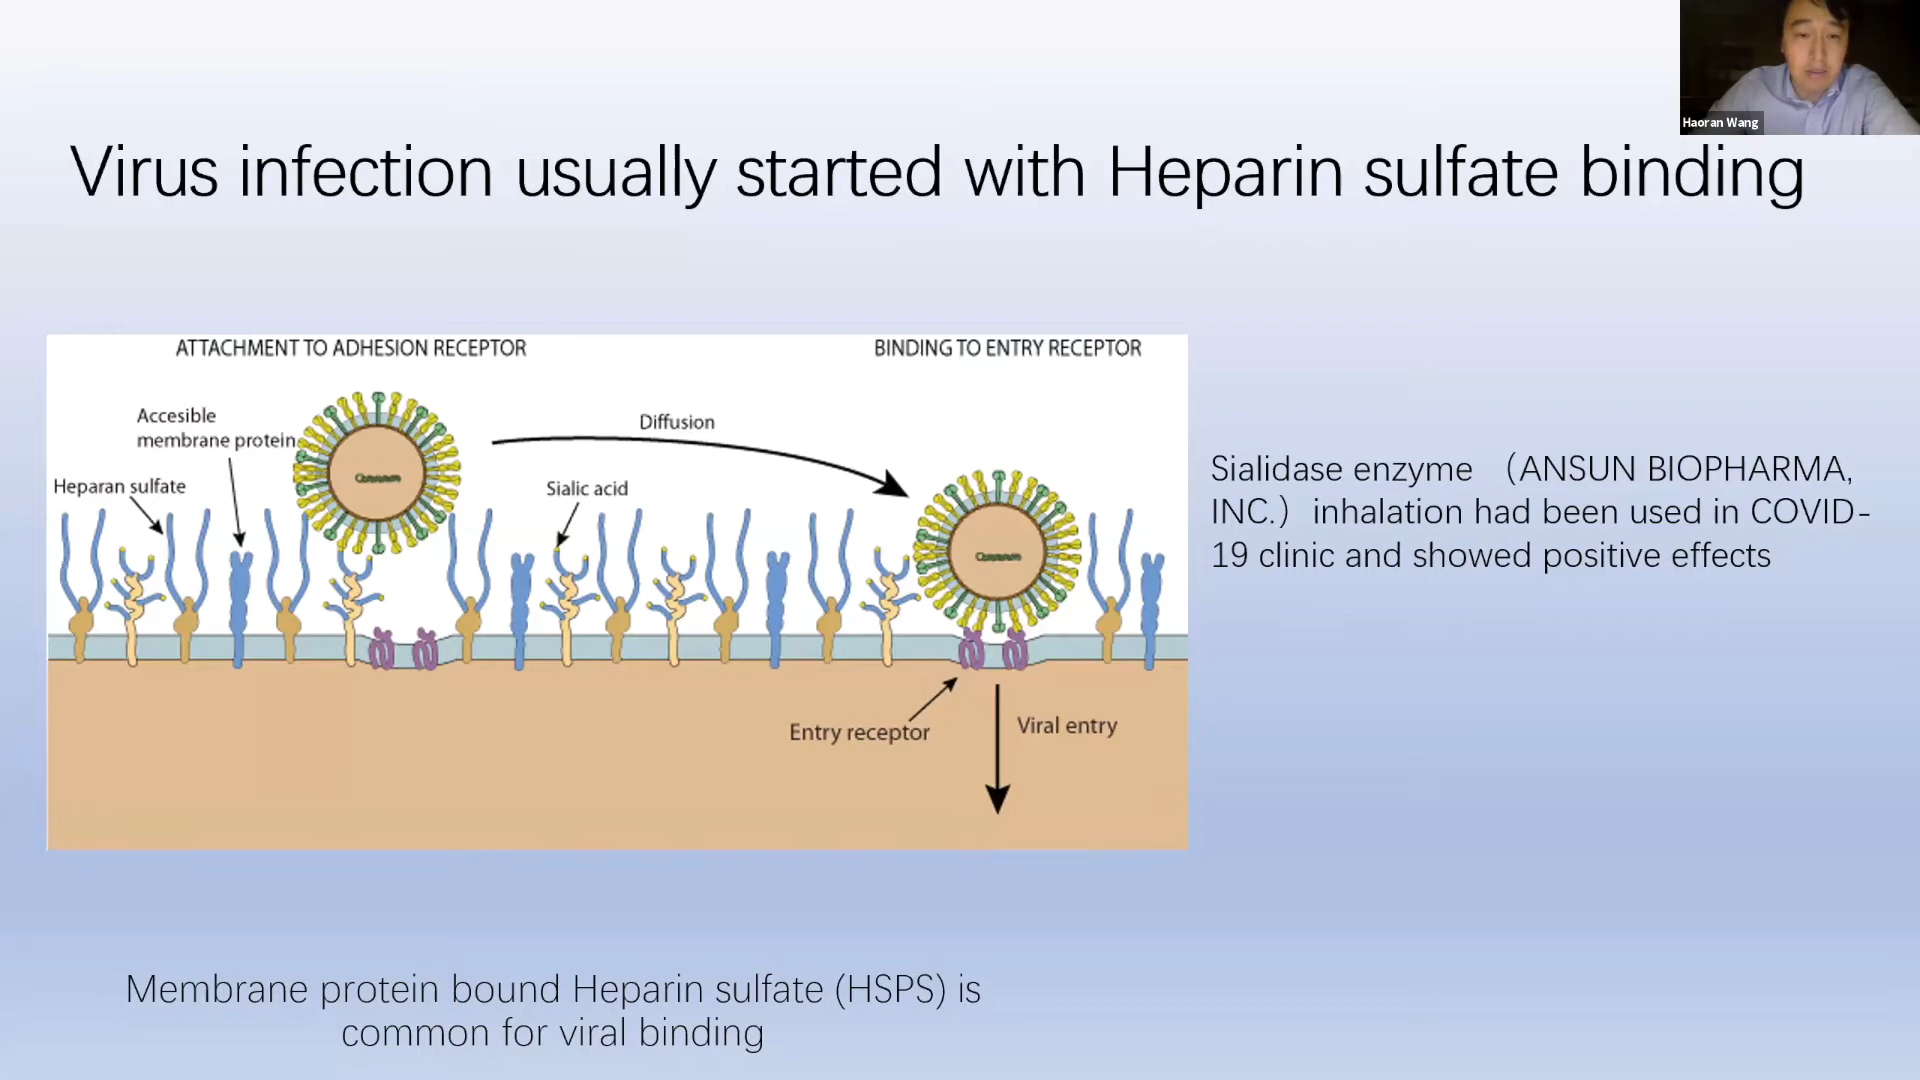 Haoran Wang
Virus infection usually started with Heparin sulfate binding
ATTACHMENT TO ADHESION RECEPTOR
BINDING TO ENTRY RECEPTOR
Accesible
membrane protein
Diffusion
Heparan sulfate
Sialic acid
Entry receptor
Viral entry
Sialidase enzyme （ANSUN BIOPHARMA,
INC.）inhalation had been used in COVID-
19 clinic and showed positive effects
Membrane protein bound Heparin sulfate (HSPS) is
common for viral binding